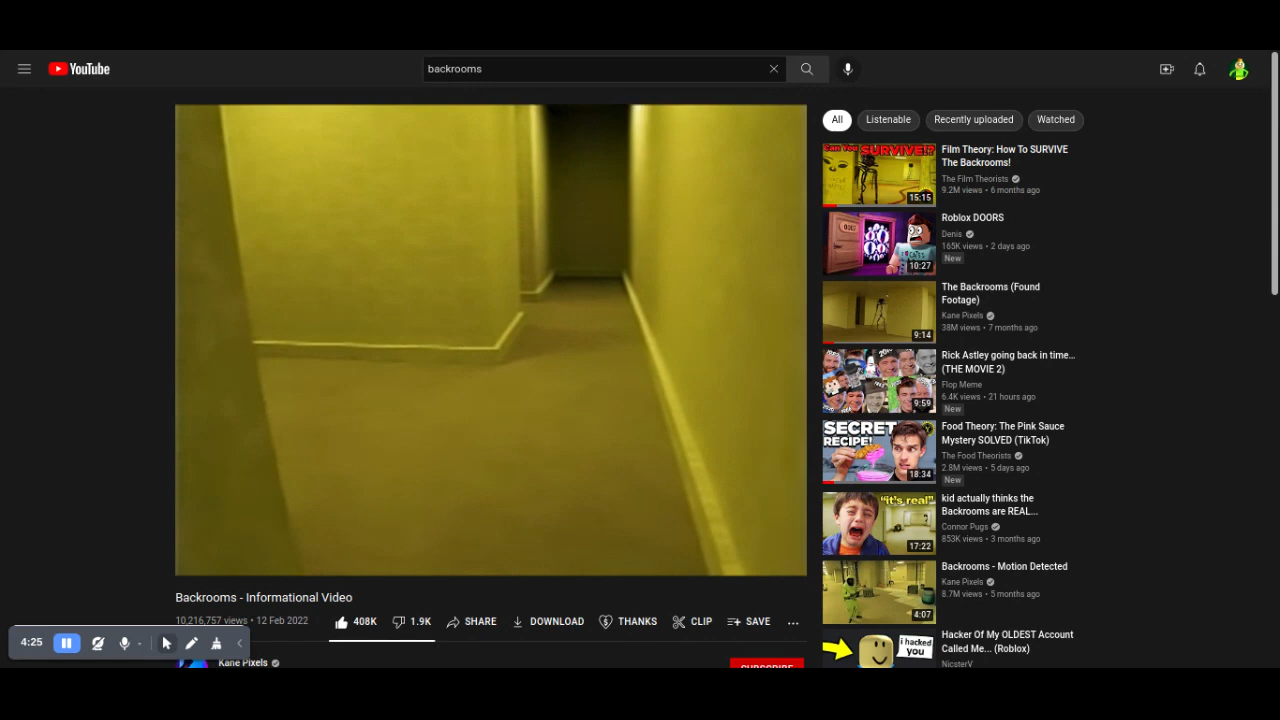 YouTube
backrooms
All
Listenable
Recently uploaded
Watched
Can You SURVIVE!?
15:15
Film Theory: How To SURVIVE
The Backrooms!
The Film Theorists
9.2M views • 6 months ago
10:27
Roblox DOORS
Denis
165K views • 2 days ago
New
9:14
The Backrooms (Found
Footage)
Kane Pixels
38M views • 7 months ago
9:59
Rick Astley going back in time...
(THE MOVIE 2)
Flop Meme
6.4K views • 21 hours ago
New
SECRET
RECIPE!
18:34
Food Theory: The Pink Sauce
Mystery SOLVED (TikTok)
The Food Theorists
2.8M views • 5 days ago
New
"it's real"
17:22
kid actually thinks the
Backrooms are REAL...
Connor Pugs
853K views • 3 months ago
4:07
Backrooms - Motion Detected
Kane Pixels
8.7M views • 5 months ago
i hacked
you
Hacker Of My OLDEST Account
Called Me... (Roblox)
NicsterV
Backrooms - Informational Video
10,216,757 views • 12 Feb 2022
408K
1.9K
SHARE
DOWNLOAD
THANKS
CLIP
SAVE
4:25
Kane Pixels
SUBSCRIBE